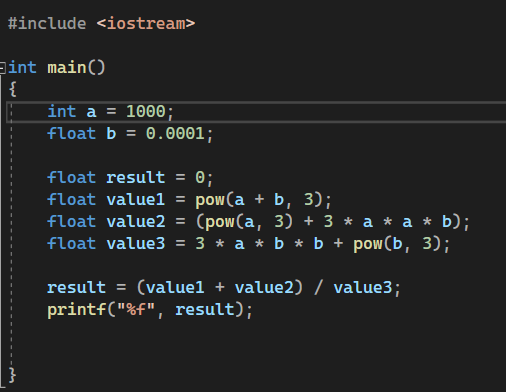 #include <iostream>
int main()
{
int a = 1000;
float b = 0.0001;
float result = 0;
float value1 = pow(a + b, 3);
float value2 = (pow(a, 3) + 3 * a * a * b);
float value3 = 3 * a * b * b + pow(b, 3);
result = (value1 + value2) / value3;
printf("%f", result);
}